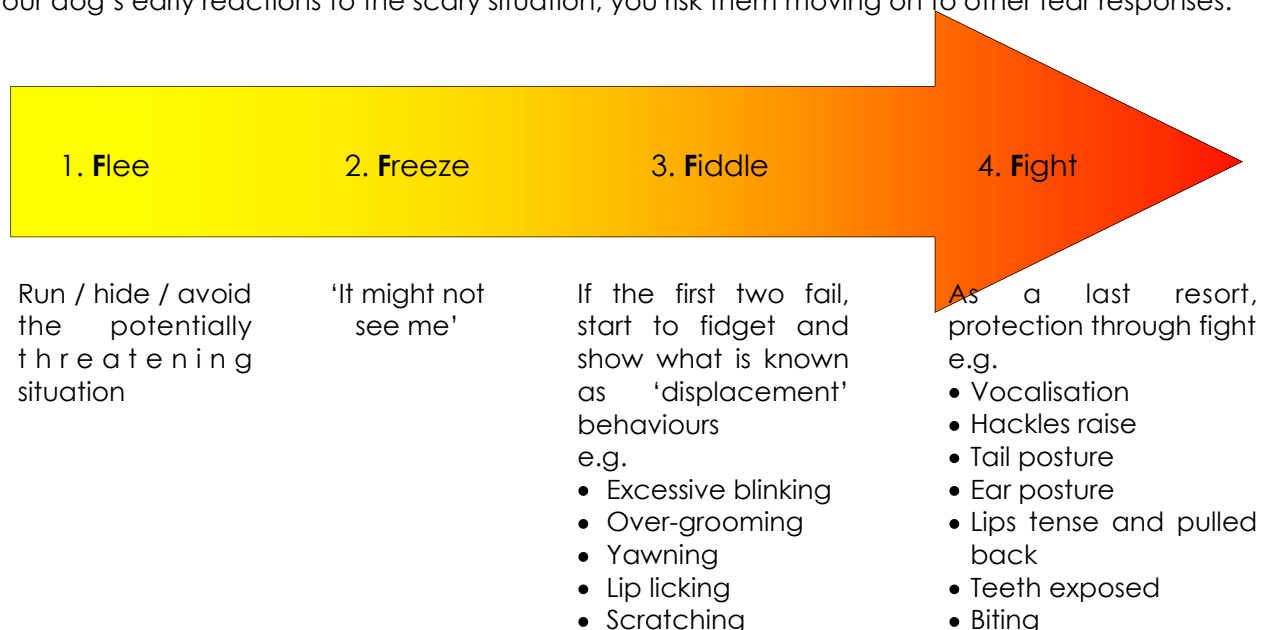 our dog's early reactions to the scary situation, you risk them moving on to other fear responses.
1. Flee
2. Freeze
3. Fiddle
4. Fight
Run / hide / avoid
the potentially
threatening
situation
'It might not
see me'
If the first two fail,
start to fidget and
show what is known
as 'displacement'
behaviours
e.g.
• Excessive blinking
• Over-grooming
• Yawning
• Lip licking
• Scratching
As a last resort,
protection through fight
e.g.
• Vocalisation
• Hackles raise
• Tail posture
• Ear posture
• Lips tense and pulled
back
• Teeth exposed
• Biting